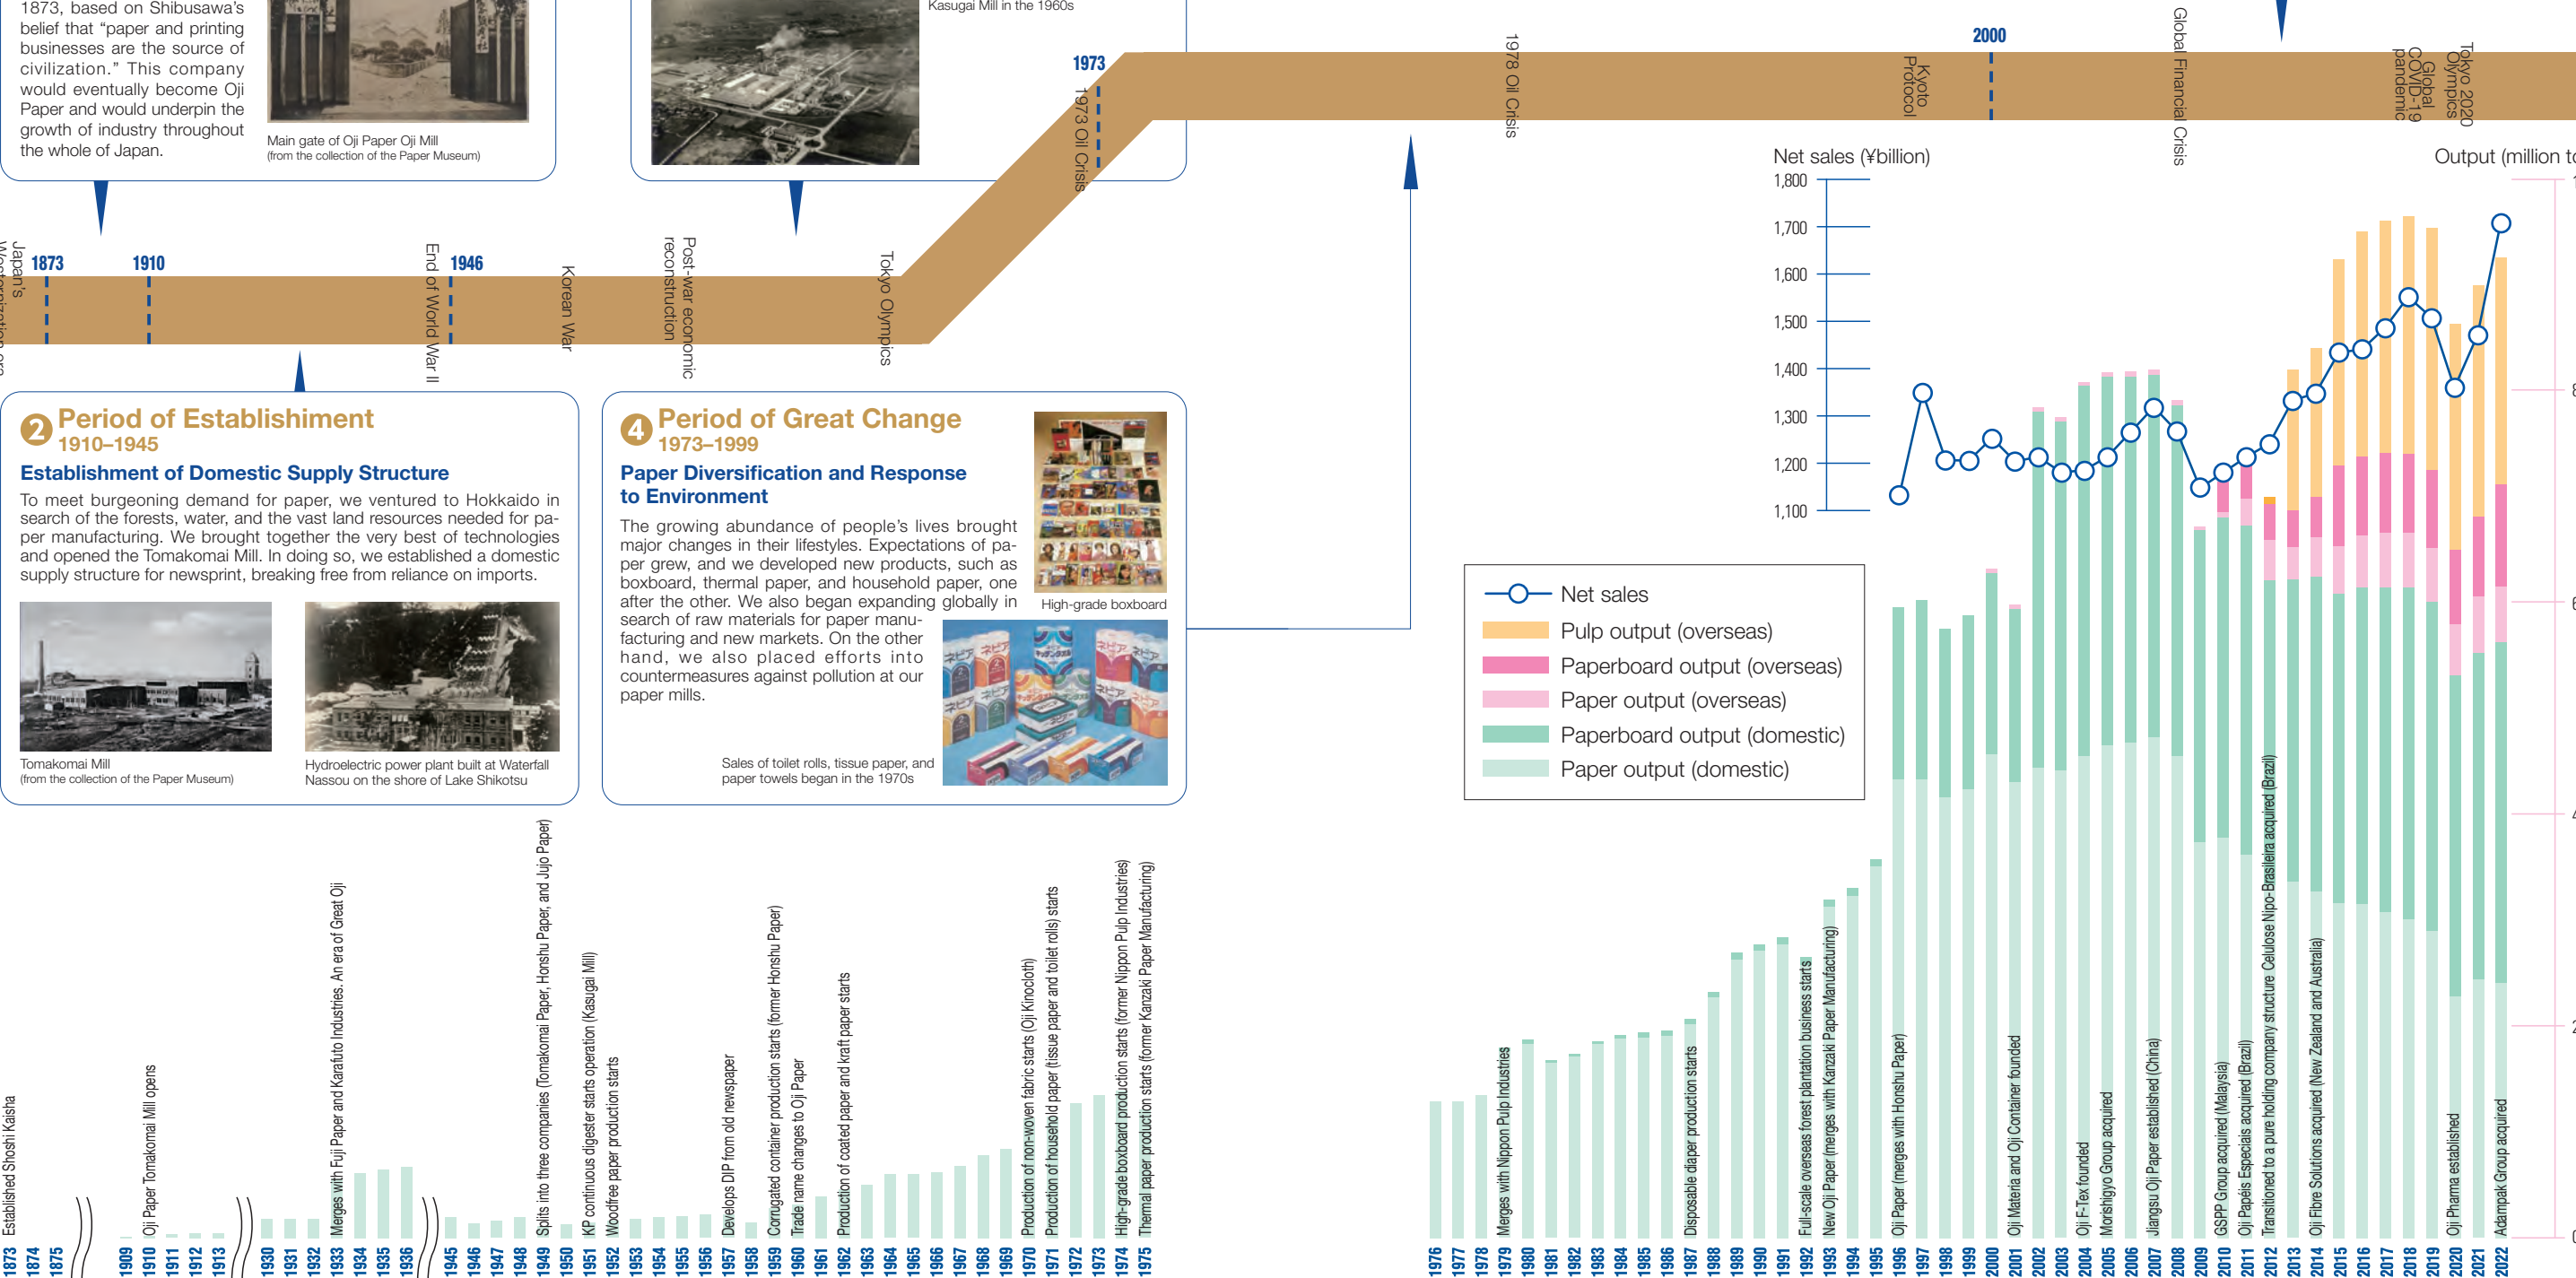 1873, based on Shibusawa’s
belief that “paper and printing
businesses are the source of
civilization.” This company
would eventually become Oji
Paper and would underpin the
growth of industry throughout
the whole of Japan.
Main gate of Oji Paper Oji Mill
(from the collection of the Paper Museum)
Kasugai Mill in the 1960s
1973
1973 Oil Crisis
1978 Oil Crisis
Kyoto
Protocol
2000
Global Financial Crisis
Global
COVID-19
pandemic
Tokyo 2020
Olympics
Japan’s
1873
1910
End of World War II
1946
Korean War
Post-war economic
reconstruction
Tokyo Olympics
2 Period of Establishiment
1910–1945
Establishment of Domestic Supply Structure
To meet burgeoning demand for paper, we ventured to Hokkaido in
search of the forests, water, and the vast land resources needed for pa-
per manufacturing. We brought together the very best of technologies
and opened the Tomakomai Mill. In doing so, we established a domestic
supply structure for newsprint, breaking free from reliance on imports.
Tomakomai Mill
(from the collection of the Paper Museum)
Hydroelectric power plant built at Waterfall
Nassou on the shore of Lake Shikotsu
4 Period of Great Change
1973–1999
Paper Diversification and Response
to Environment
The growing abundance of people’s lives brought
major changes in their lifestyles. Expectations of pa-
per grew, and we developed new products, such as
boxboard, thermal paper, and household paper, one
after the other. We also began expanding globally in
search of raw materials for paper manu-
facturing and new markets. On the other
hand, we also placed efforts into
countermeasures against pollution at our
paper mills.
High-grade boxboard
Sales of toilet rolls, tissue paper, and
paper towels began in the 1970s
Net sales (¥billion)
1,800
1,700
1,600
1,500
1,400
1,300
1,200
1,100
Output (million
Net sales
Pulp output (overseas)
Paperboard output (overseas)
Paper output (overseas)
Paperboard output (domestic)
Paper output (domestic)
Established Shoshi Kaisha
Oji Paper Tomakomai Mill opens
Merges with Fuji Paper and Karafuto Industries. An era of Great Oji
Splits into three companies (Tomakomai Paper, Honshu Paper, and Jujo Paper)
KP continuous digester starts operation (Kasugai Mill)
Woodfree paper production starts
Develops DIP from old newspaper
Corrugated container production starts (former Honshu Paper)
Trade name changes to Oji Paper
Production of coated paper and kraft paper starts
Production of non-woven fabric starts (Oji Kinocloth)
Production of household paper (tissue paper and toilet rolls) starts
High-grade boxboard production starts (former Nippon Pulp Industries)
Thermal paper production starts (former Kanzaki Paper Manufacturing)
Merges with Nippon Pulp Industries
Disposable diaper production starts
Full-scale overseas forest plantation business starts
New Oji Paper (merges with Kanzaki Paper Manufacturing)
Oji Paper (merges with Honshu Paper)
Oji Materia and Oji Container founded
Oji F-Tex founded
Morishigyo Group acquired
Jiangsu Oji Paper established (China)
GSPP Group acquired (Malaysia)
Oji Papéis Especiais acquired (Brazil)
Transitioned to a pure holding company structure Celulose Nipo-Brasileira acquired (Brazil)
Oji Fibre Solutions acquired (New Zealand and Australia)
Oji Pharma established
Adampak Group acquired
1873 1874 1875 1909 1910 1911 1912 1913 1930 1931 1932 1933 1934 1935 1936 1945 1946 1947 1948 1949 1950 1951 1952 1953 1954 1955 1956 1957 1958 1959 1960 1961 1962 1963 1964 1965 1966 1967 1968 1969 1970 1971 1972 1973 1974 1975 1976 1977 1978 1979 1980 1981 1982 1983 1984 1985 1986 1987 1988 1989 1990 1991 1992 1993 1994 1995 1996 1997 1998 1999 2000 2001 2002 2003 2004 2005 2006 2007 2008 2009 2010 2011 2012 2013 2014 2015 2016 2017 2018 2019 2020 2021 2022